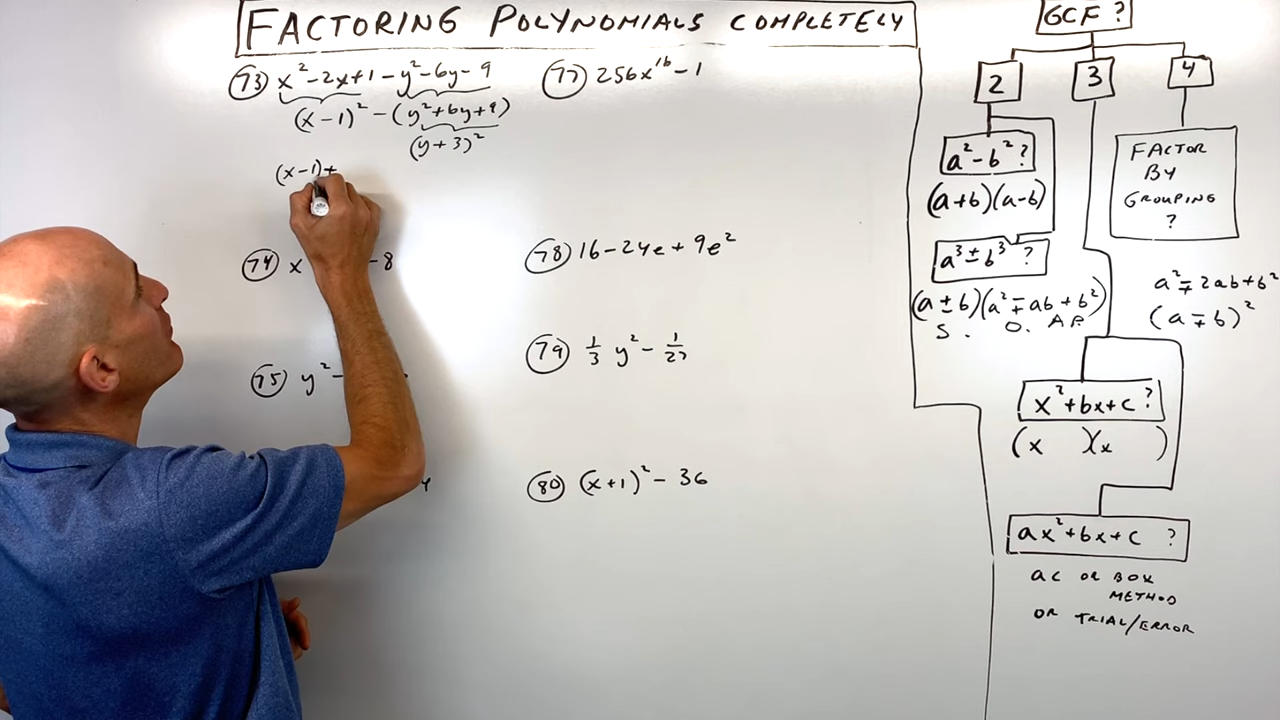 FACTORING POLYNOMIALS COMPLETELY
73) x² - 2x + 1 - y² - 6y - 9
(x - 1)² - (y² + 6y + 9)
(y + 3)²
(x - 1) +
74) x - 8
75) y² -
77) 256x¹⁶ - 1
78) 16 - 24e + 9e²
79) 1/3 y² - 1/27
80) (x + 1)² - 36
GCF ?
2 3 4
a² - b² ?
(a + b)(a - b)
a³ ± b³ ?
(a ± b)(a² ∓ ab + b²)
S. O. AP.
FACTOR
BY
GROUPING
?
a² ∓ 2ab + b²
(a ∓ b)²
x² + bx + c ?
(x )(x )
ax² + bx + c ?
ac OR BOX
METHOD
OR TRIAL/ERROR